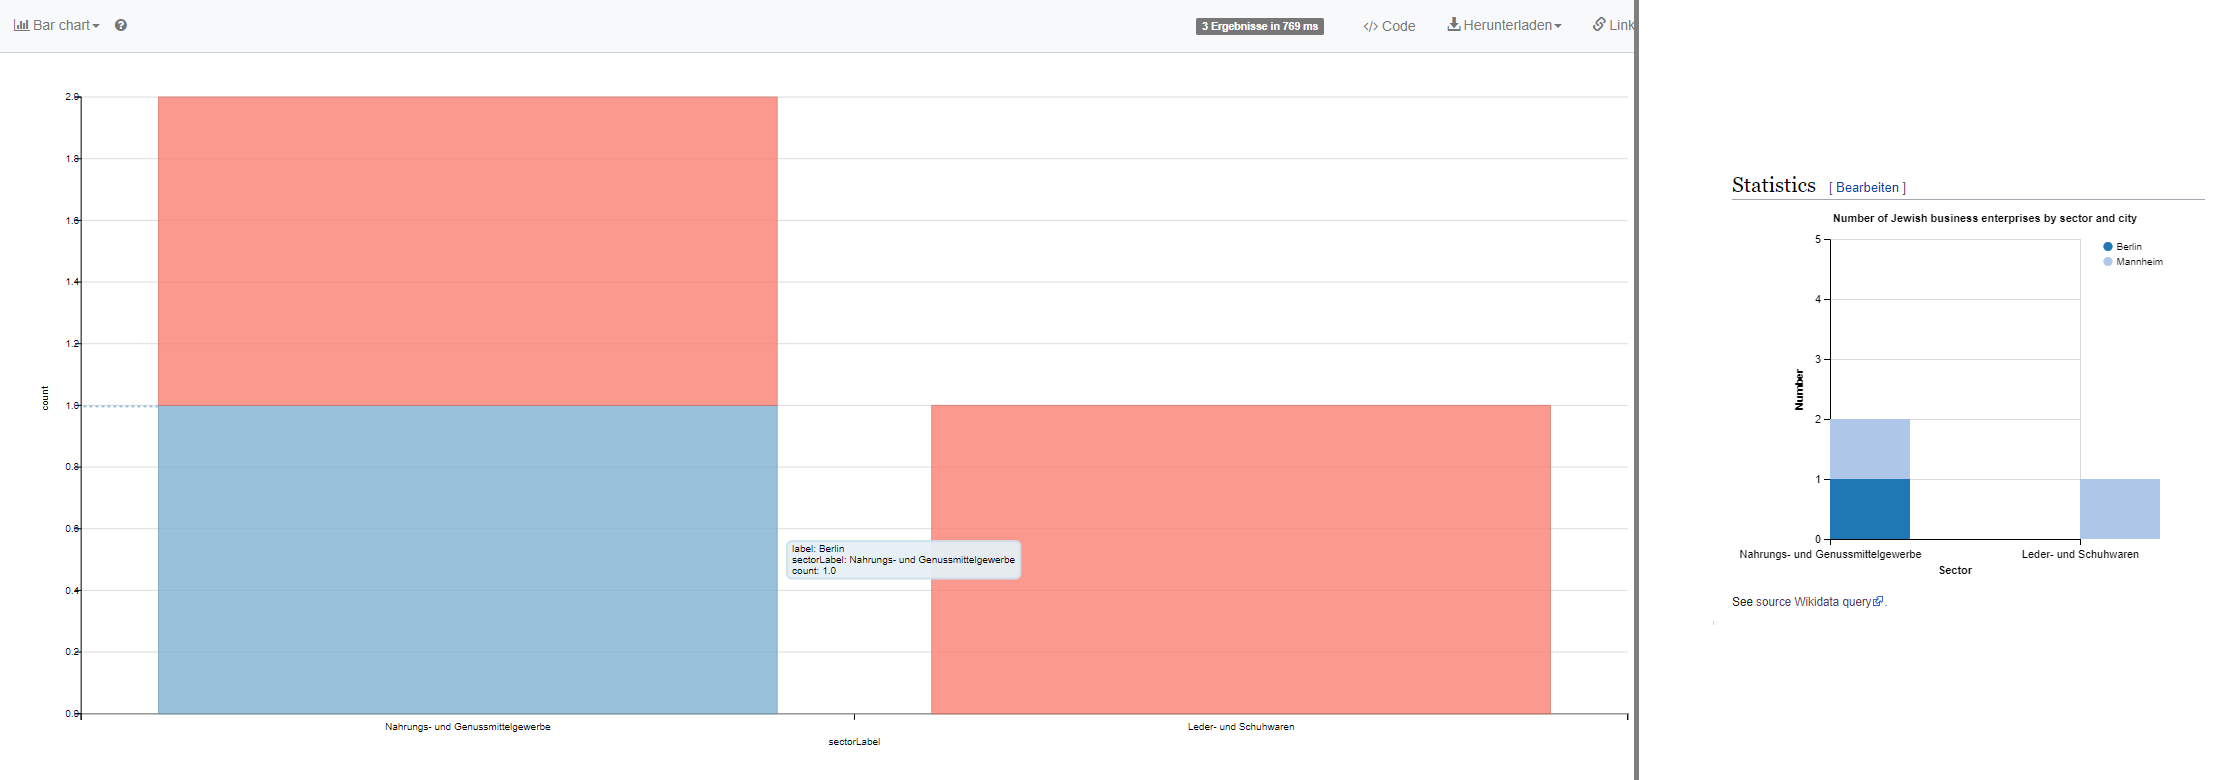 Bar chart
3 Ergebnisse in 769 ms
</> Code
Herunterladen
Link
2.0
1.8
1.6
1.4
1.2
1.0
0.8
0.6
0.4
0.2
0.0
count
label: Berlin
sectorLabel: Nahrungs- und Genussmittelgewerbe
count: 1.0
Nahrungs- und Genussmittelgewerbe
Leder- und Schuhwaren
sectorLabel
Statistics [ Bearbeiten ]
Number of Jewish business enterprises by sector and city
Berlin
Mannheim
5
4
3
2
1
0
Number
Nahrungs- und Genussmittelgewerbe
Leder- und Schuhwaren
Sector
See source Wikidata query.